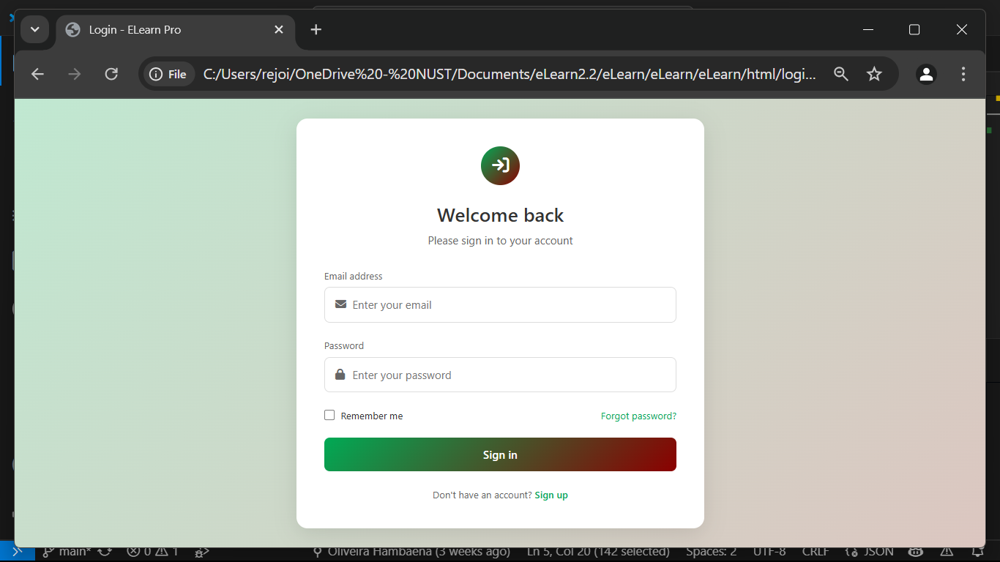 Login - ELearn Pro
File
C:/Users/rejoi/OneDrive%20-%20NUST/Documents/eLearn2.2/eLearn/eLearn/eLearn/html/logi...
Welcome back
Please sign in to your account
Email address
Enter your email
Password
Enter your password
Remember me
Forgot password?
Sign in
Don't have an account? Sign up
main* 0 1 Oliveira Hambaena (3 weeks ago) Ln 5, Col 20 (142 selected) Spaces: 2 UTF-8 CRLF JSON